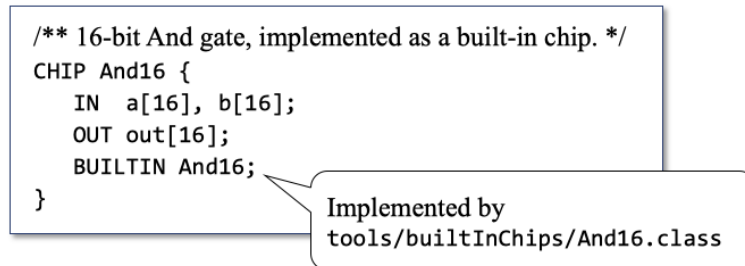 /** 16-bit And gate, implemented as a built-in chip. */
CHIP And16 {
IN a[16], b[16];
OUT out[16];
BUILTIN And16;
}
Implemented by
tools/builtInChips/And16.class